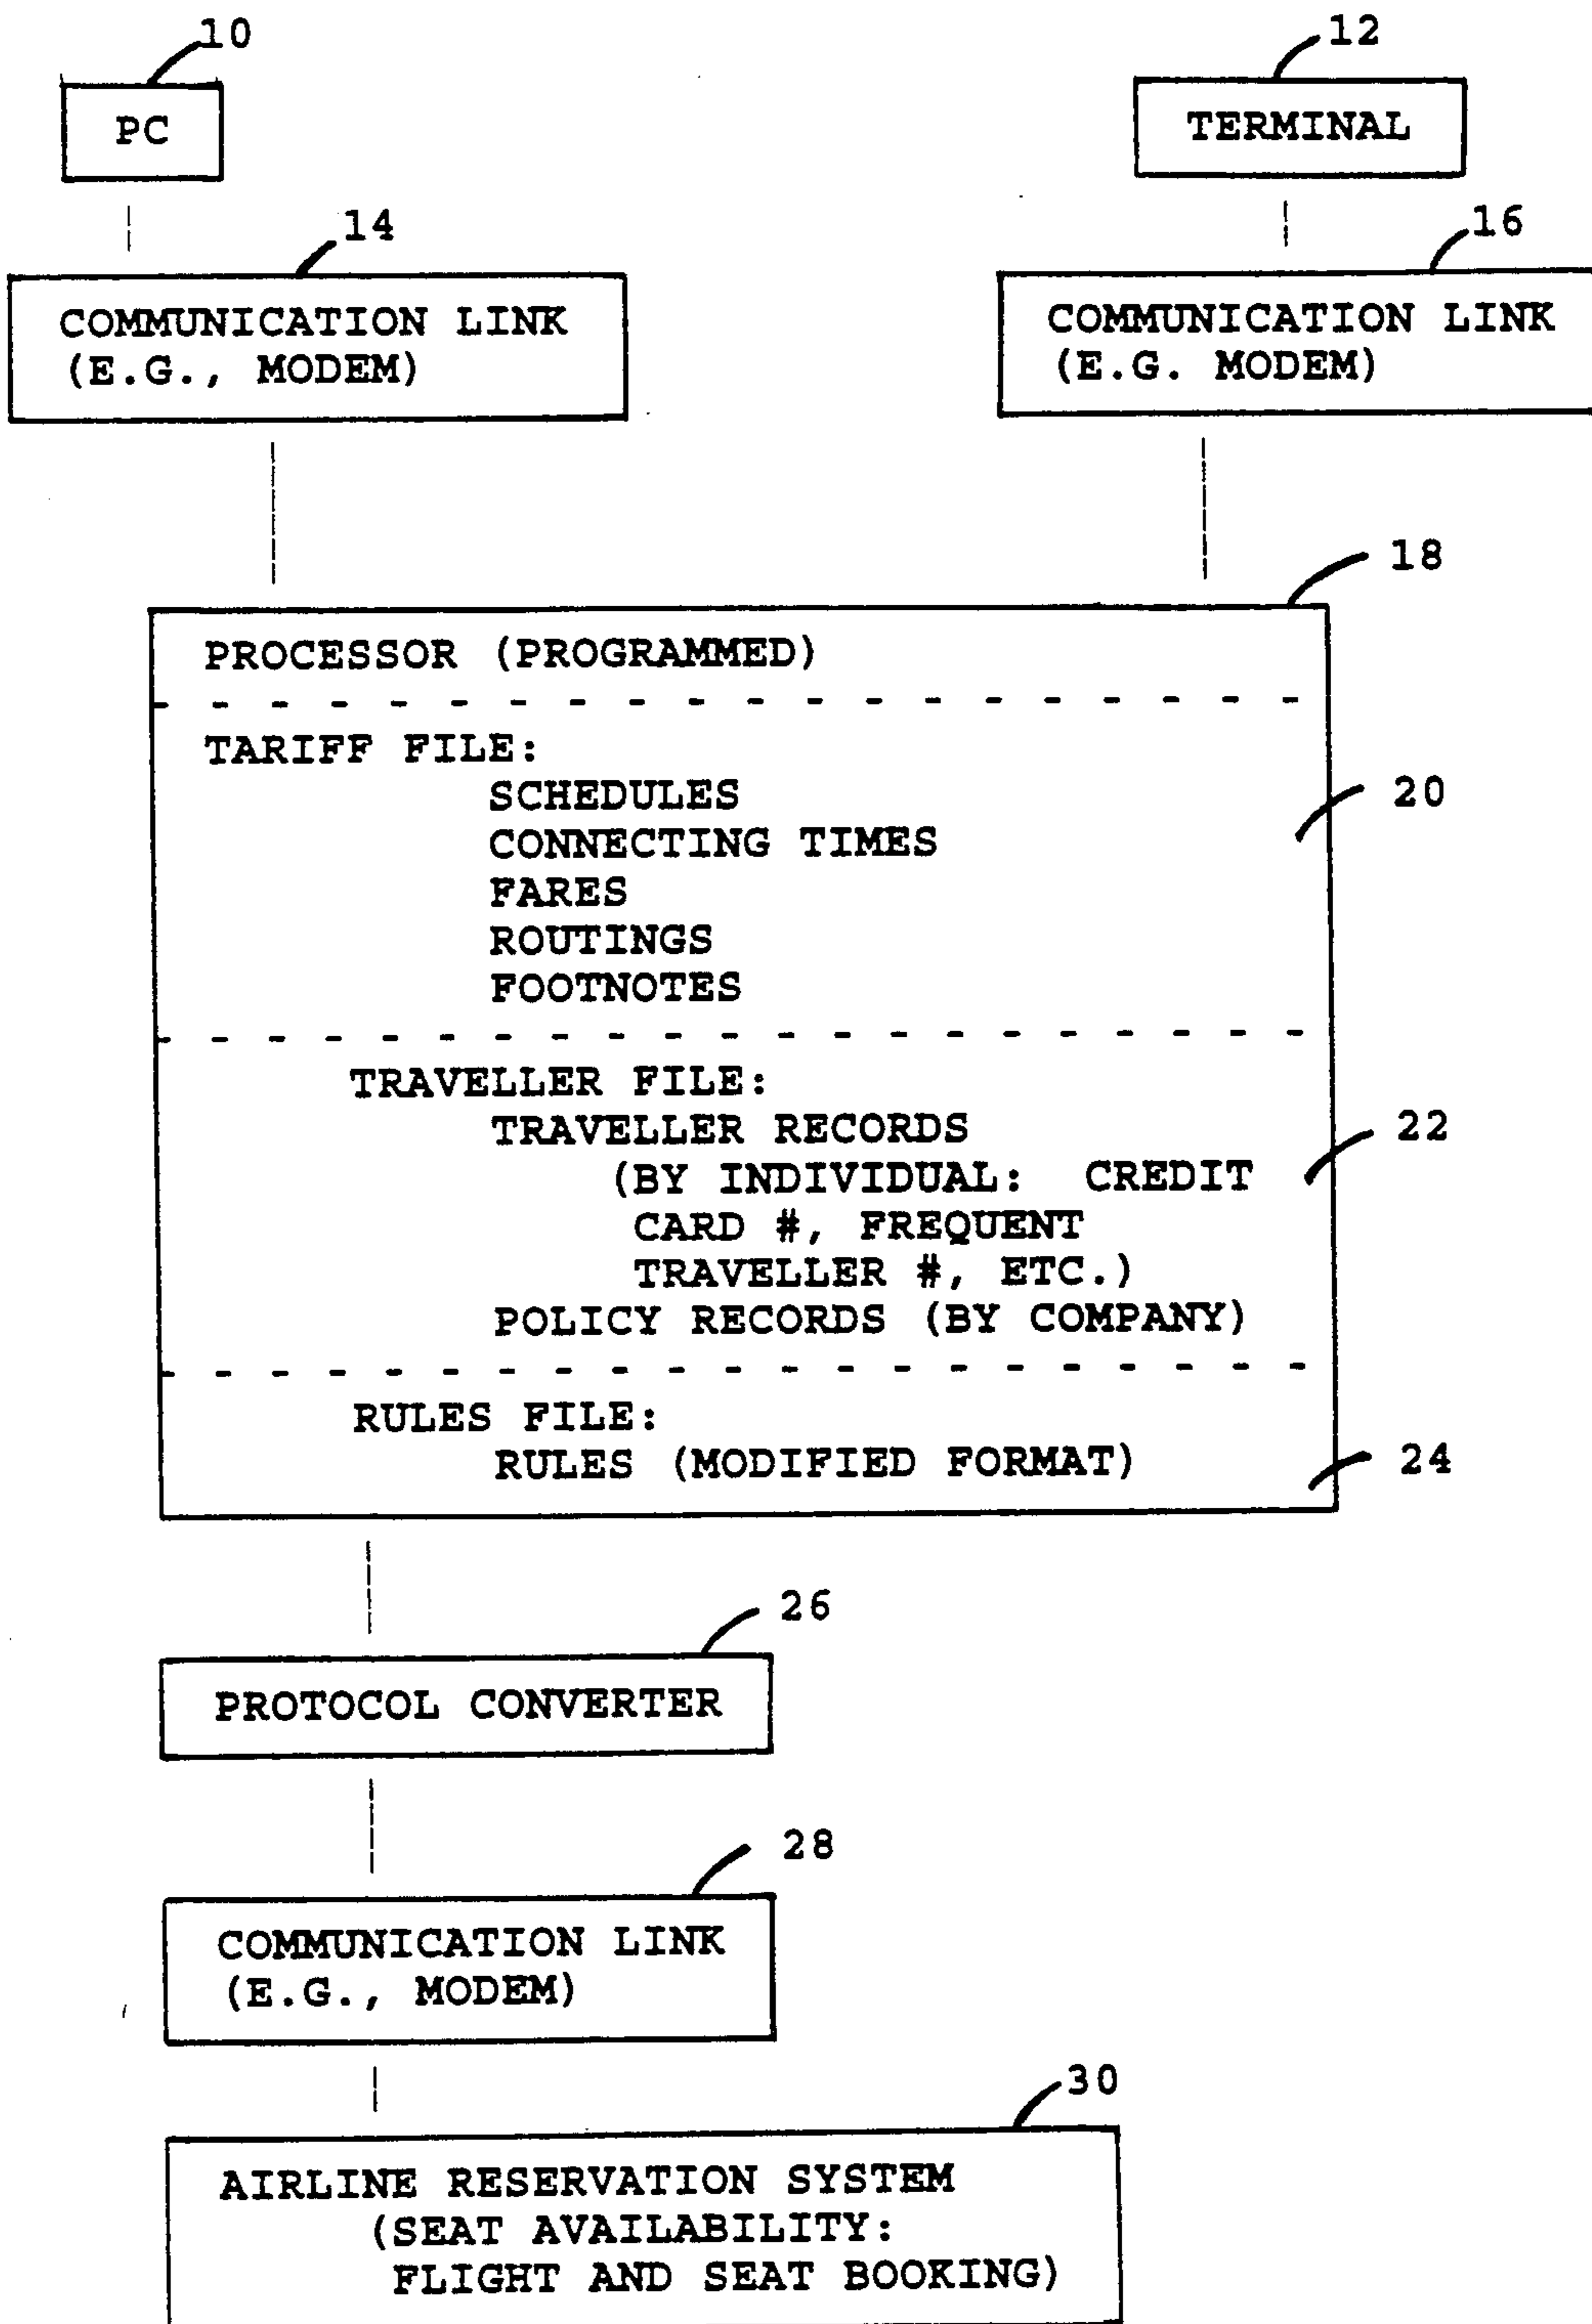 10
12
PC
TERMINAL
14
16
COMMUNICATION LINK
(E.G., MODEM)
COMMUNICATION LINK
(E.G. MODEM)
18
PROCESSOR (PROGRAMMED)
TARIFF FILE:
SCHEDULES
20
CONNECTING TIMES
FARES
ROUTINGS
FOOTNOTES
TRAVELLER FILE:
TRAVELLER RECORDS
22
(BY INDIVIDUAL: CREDIT
CARD #, FREQUENT
TRAVELLER #, ETC.)
POLICY RECORDS (BY COMPANY)
RULES FILE:
RULES (MODIFIED FORMAT)
24
26
PROTOCOL CONVERTER
28
COMMUNICATION LINK
(E.G., MODEM)
30
AIRLINE RESERVATION SYSTEM
(SEAT AVAILABILITY:
FLIGHT AND SEAT BOOKING)